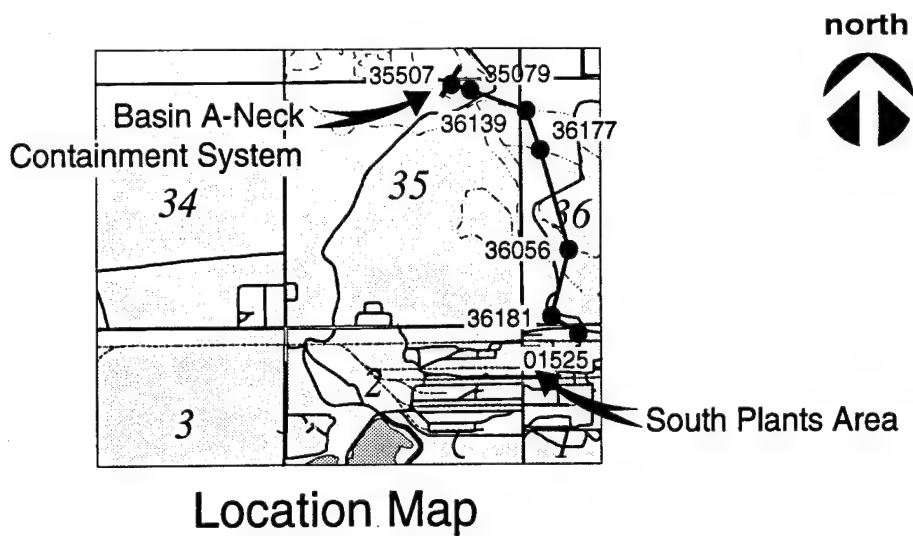 north
35507
35079
Basin A-Neck
Containment System
36139
36177
34
35
36
36056
36181
01525
2
3
South Plants Area
Location Map